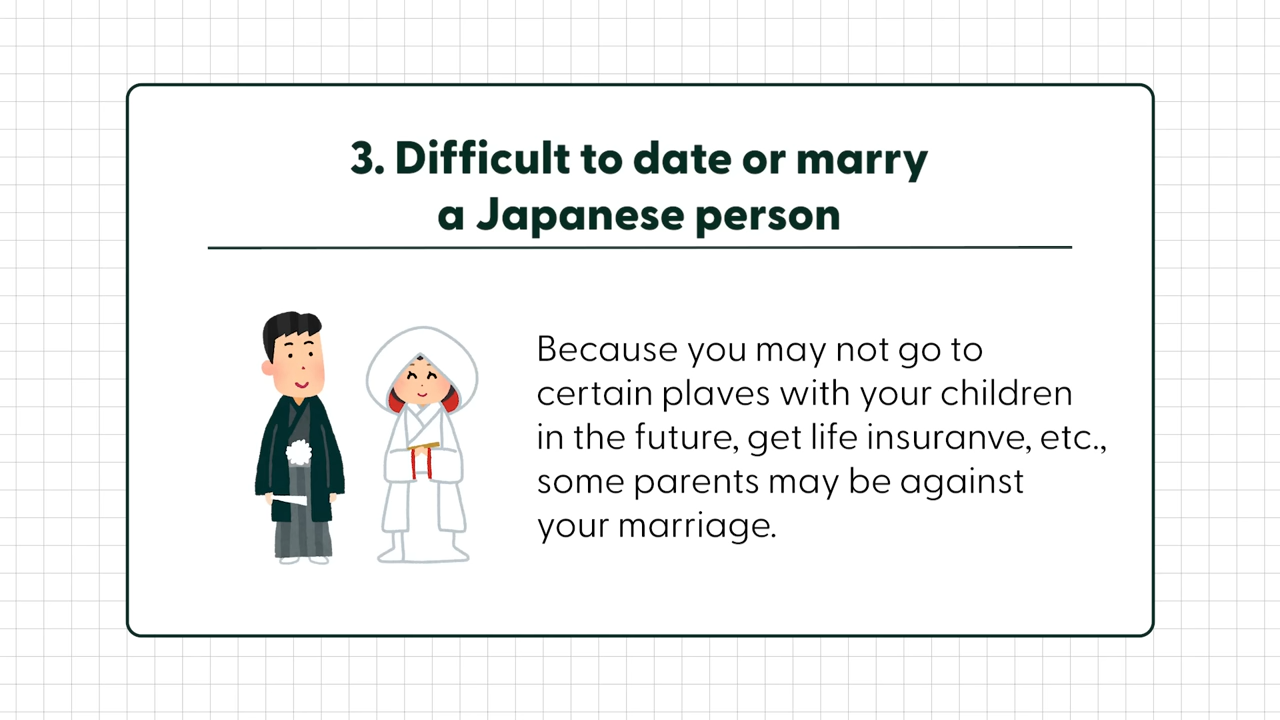 3. Difficult to date or marry
a Japanese person
Because you may not go to
certain plaves with your children
in the future, get life insuranve, etc.,
some parents may be against
your marriage.